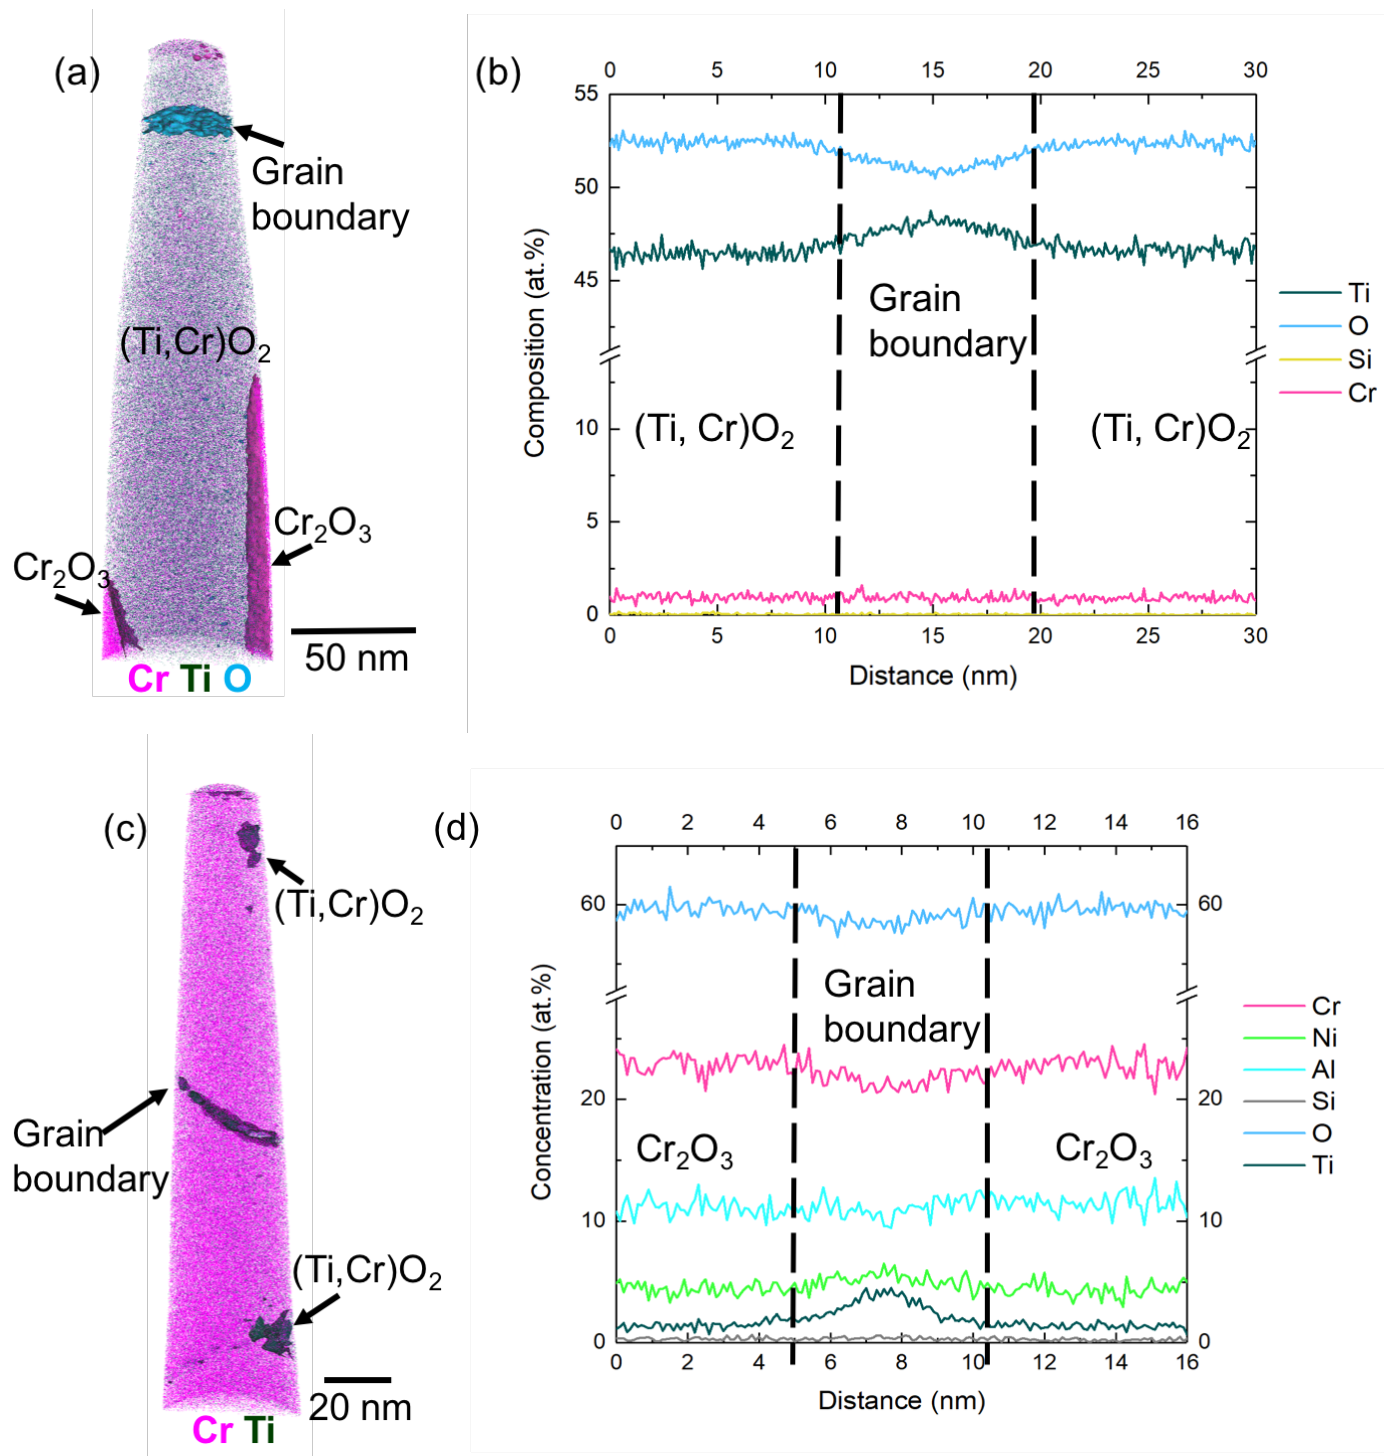 (a)
Grain
boundary
(Ti,Cr)O₂
Cr₂O₃
Cr₂O₃
50 nm
Cr Ti O
(b)
0 5 10 15 20 25 30
55
50
45
10
5
0
Composition (at.%)
Grain
boundary
(Ti, Cr)O₂ (Ti, Cr)O₂
0 5 10 15 20 25 30
Distance (nm)
Ti
O
Si
Cr
(c)
(Ti,Cr)O₂
Grain
boundary
(Ti,Cr)O₂
20 nm
Cr Ti
(d)
0 2 4 6 8 10 12 14 16
60 60
20 20
10 10
0 0
Concentration (at.%)
Grain
boundary
Cr₂O₃ Cr₂O₃
0 2 4 6 8 10 12 14 16
Distance (nm)
Cr
Ni
Al
Si
O
Ti